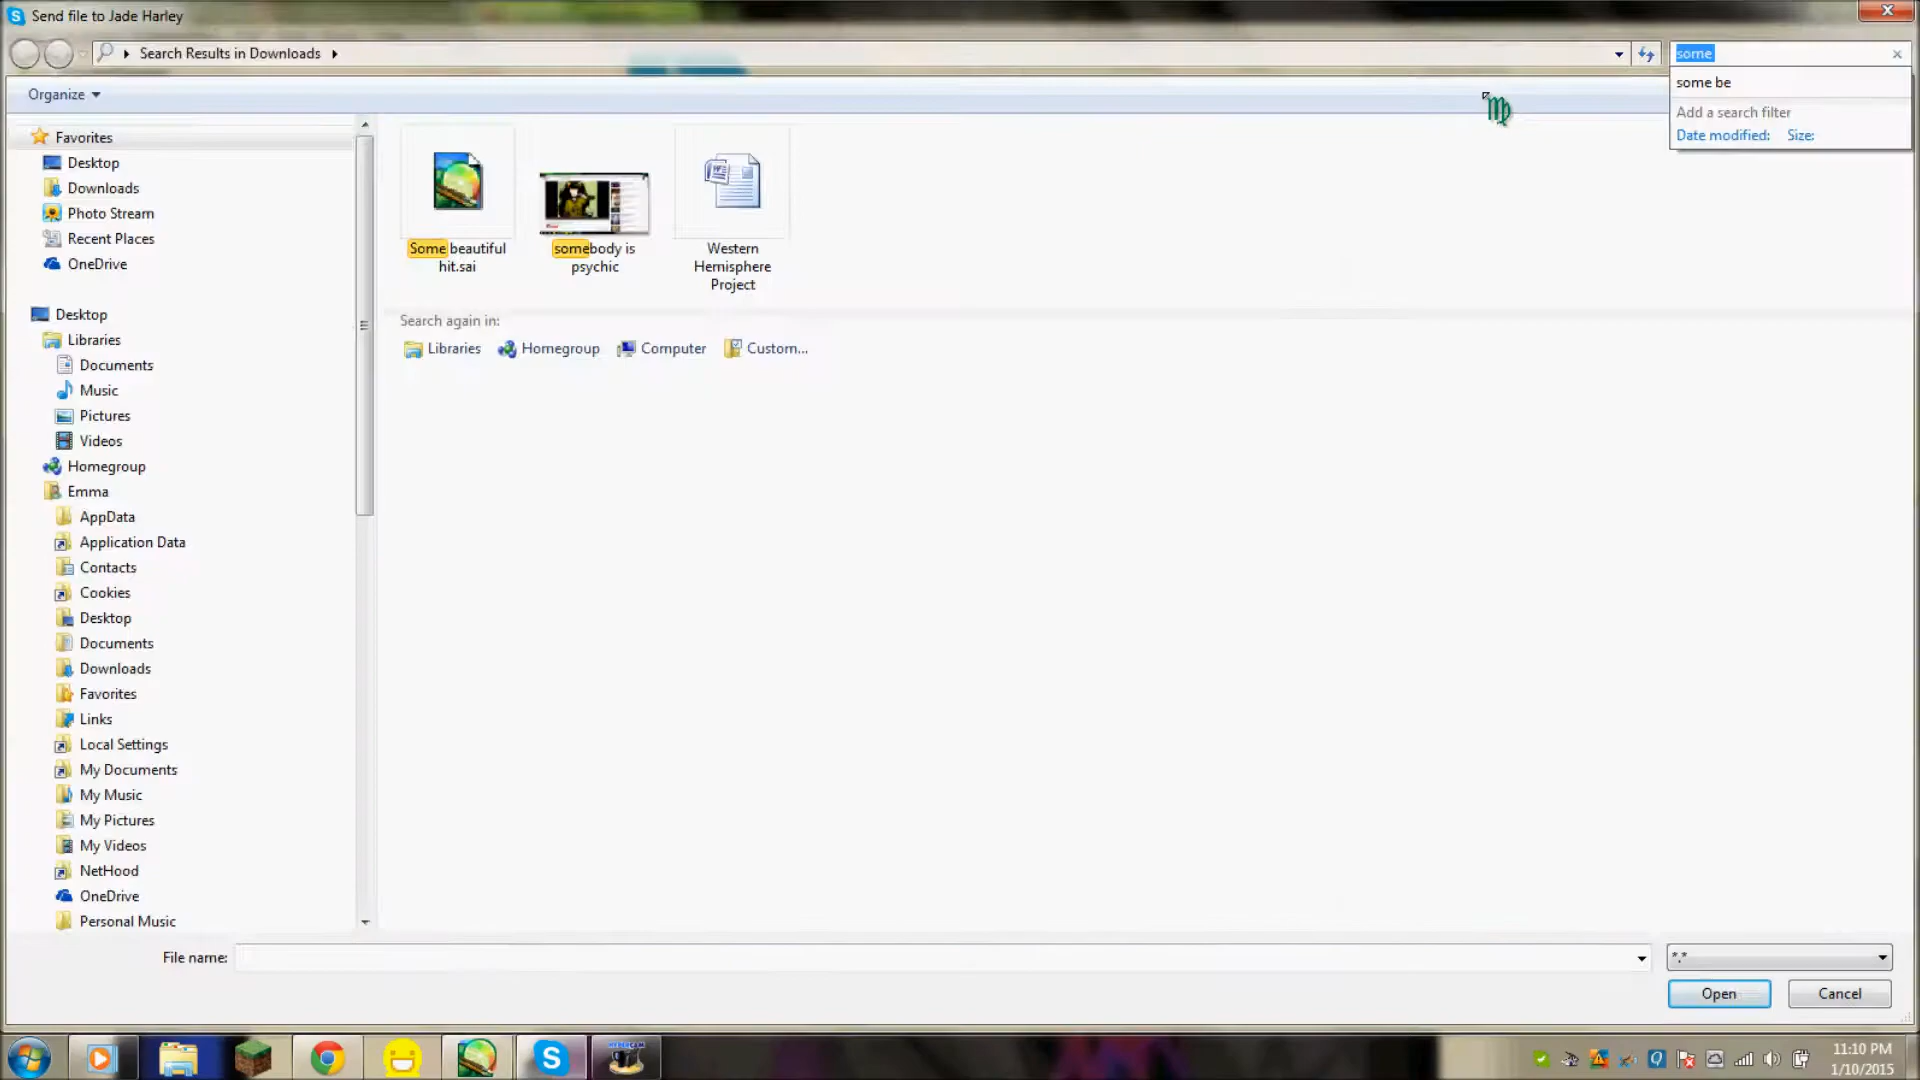 Send file to Jade Harley
Search Results in Downloads
some
some be
Add a search filter
Date modified: Size:
Organize
Favorites
Desktop
Downloads
Photo Stream
Recent Places
OneDrive
Desktop
Libraries
Documents
Music
Pictures
Videos
Homegroup
Emma
AppData
Application Data
Contacts
Cookies
Desktop
Documents
Downloads
Favorites
Links
Local Settings
My Documents
My Music
My Pictures
My Videos
NetHood
OneDrive
Personal Music
Some beautiful
hit.sai
somebody is
psychic
Western
Hemisphere
Project
Search again in:
Libraries Homegroup Computer Custom...
File name:
*.*
Open Cancel
HYPERCAM
11:10 PM
1/10/2015